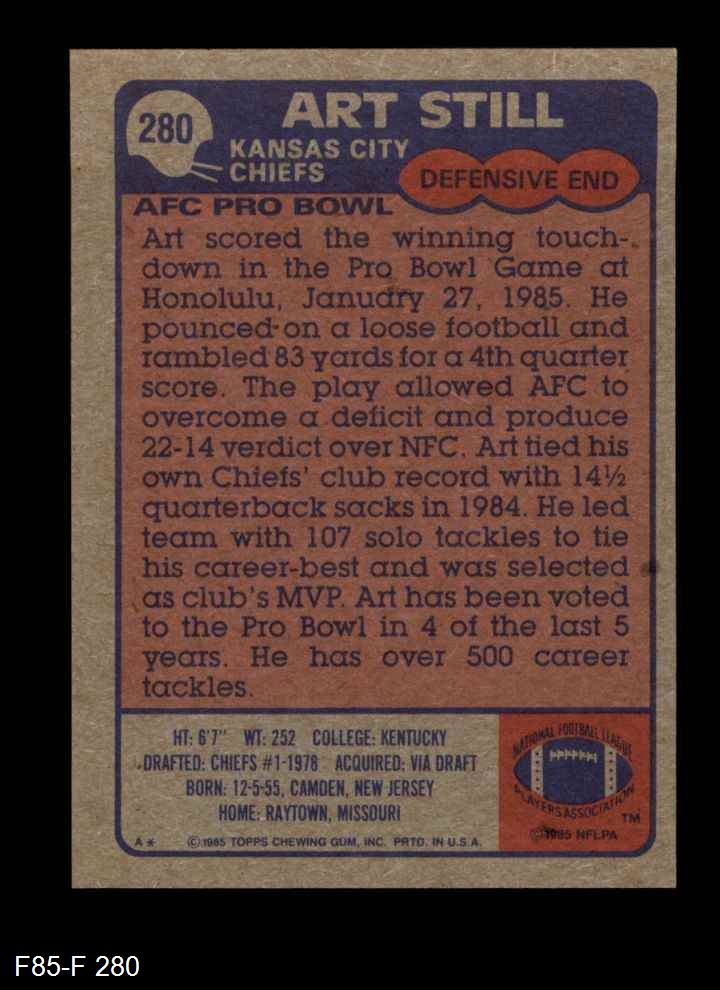 280
ART STILL
KANSAS CITY
CHIEFS
DEFENSIVE END
AFC PRO BOWL
Art scored the winning touch-
down in the Pro Bowl Game at
Honolulu, January 27, 1985. He
pounced on a loose football and
rambled 83 yards for a 4th quarter
score. The play allowed AFC to
overcome a deficit and produce
22-14 verdict over NFC. Art tied his
own Chiefs' club record with 14½
quarterback sacks in 1984. He led
team with 107 solo tackles to tie
his career-best and was selected
as club's MVP. Art has been voted
to the Pro Bowl in 4 of the last 5
years. He has over 500 career
tackles.
HT: 6'7" WT: 252 COLLEGE: KENTUCKY
DRAFTED: CHIEFS #1-1978 ACQUIRED: VIA DRAFT
BORN: 12-5-55, CAMDEN, NEW JERSEY
HOME: RAYTOWN, MISSOURI
A* ©1985 TOPPS CHEWING GUM, INC. PRTD. IN U.S.A.
NATIONAL FOOTBALL LEAGUE
PLAYERS ASSOCIATION
TM
©1985 NFLPA
F85-F 280